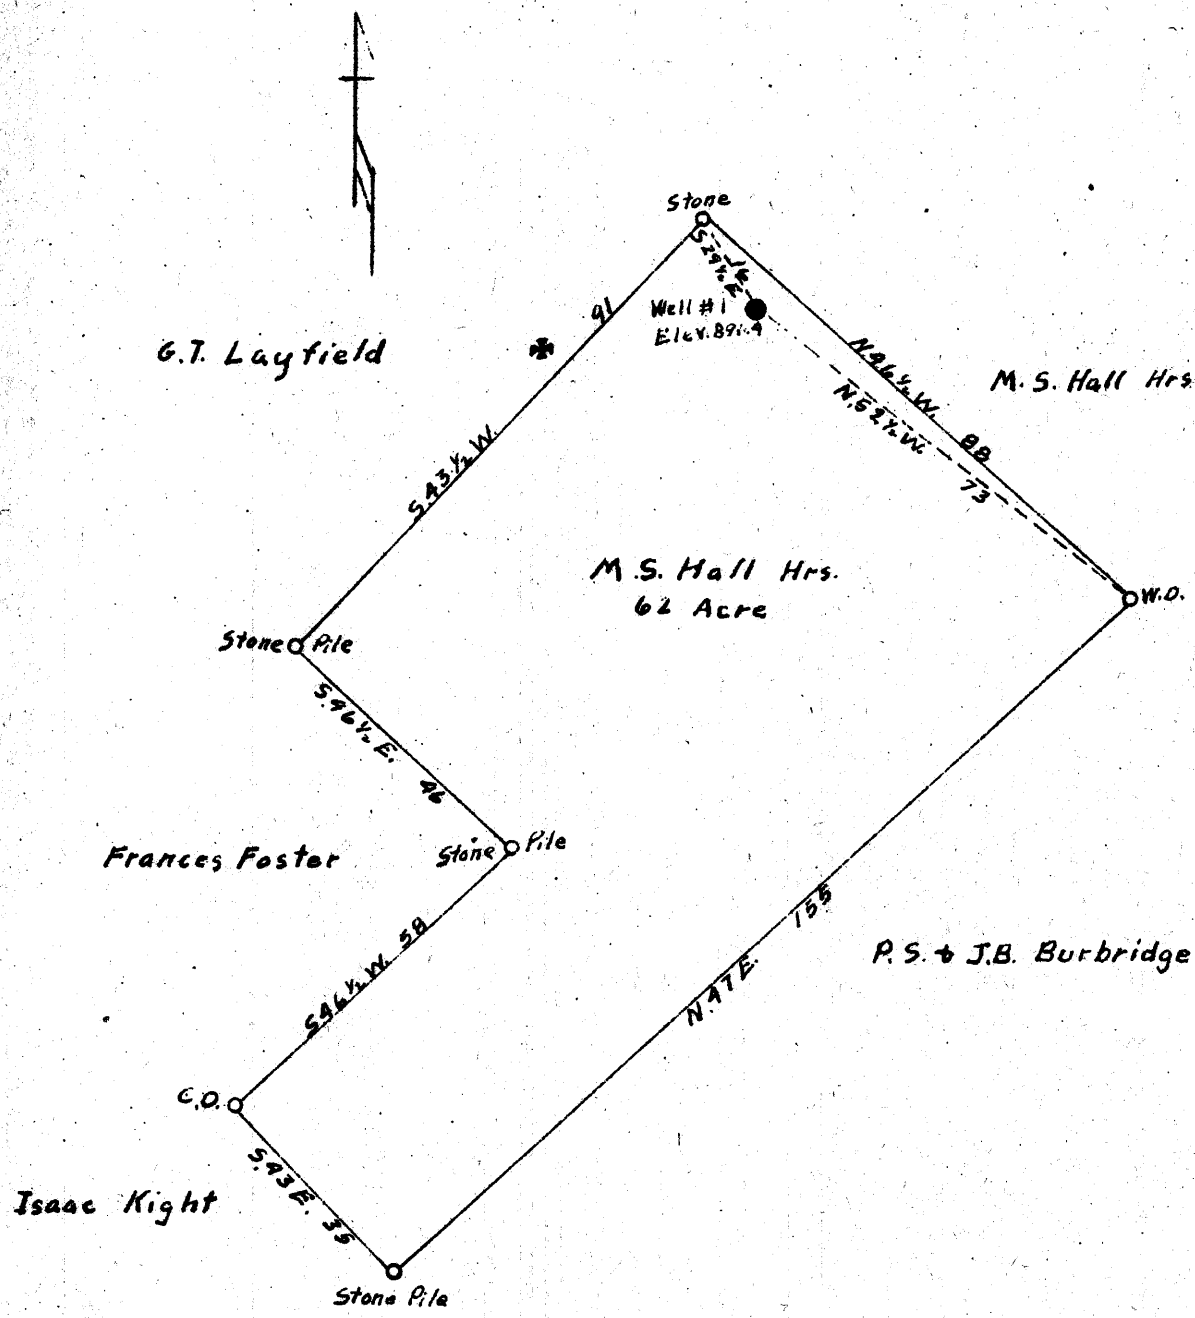 Stone
S 29½ E
16
Well #1
Elev. 891.4
91
G.T. Layfield
N.46½ W. 88
M. S. Hall Hrs
N.52½ W. 73
S.43½ W.
M.S. Hall Hrs.
62 Acre
W.O.
Stone Pile
S.46½ E. 46
Stone Pile
Frances Foster
155
S46½ W. 58
P. S. & J.B. Burbridge
N.47 E.
C.O.
S.43 E. 35
Isaac Kight
Stone Pile